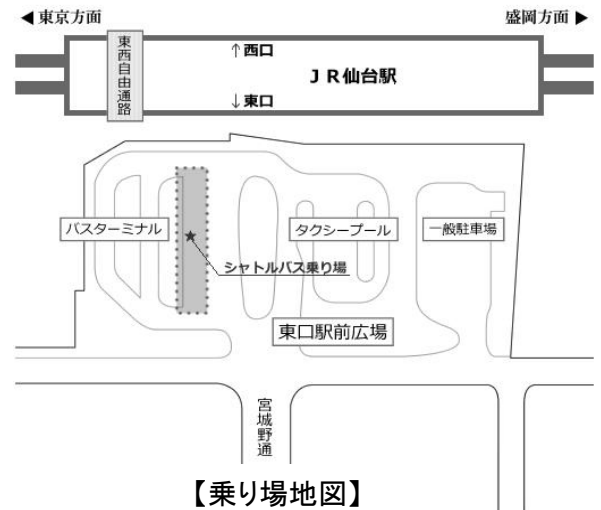 ◀東京方面
盛岡方面▶
東西自由通路
↑西口
JR仙台駅
↓東口
バスターミナル
タクシープール
一般駐車場
★
シャトルバス乗り場
東口駅前広場
宮城野通
【乗り場地図】